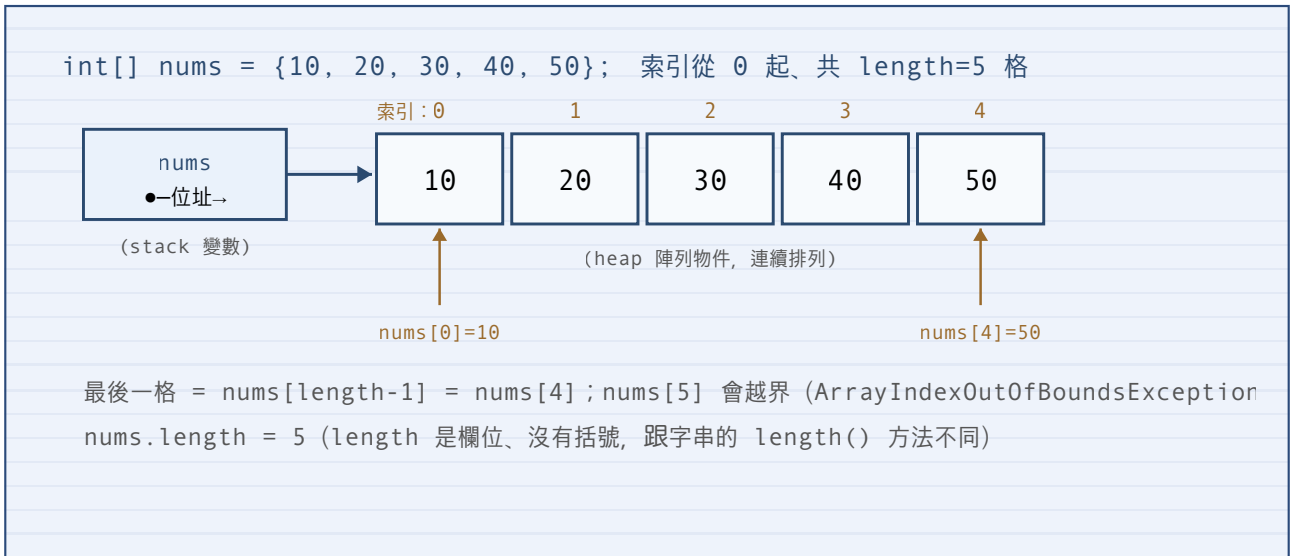 int[] nums = {10, 20, 30, 40, 50}; 索引從 0 起、共 length=5 格
索引：0 1 2 3 4
nums
●—位址→
10 20 30 40 50
(stack 變數)
(heap 陣列物件, 連續排列)
nums[0]=10 nums[4]=50
最後一格 = nums[length-1] = nums[4]；nums[5] 會越界（ArrayIndexOutOfBoundsException
nums.length = 5（length 是欄位、沒有括號, 跟字串的 length() 方法不同）